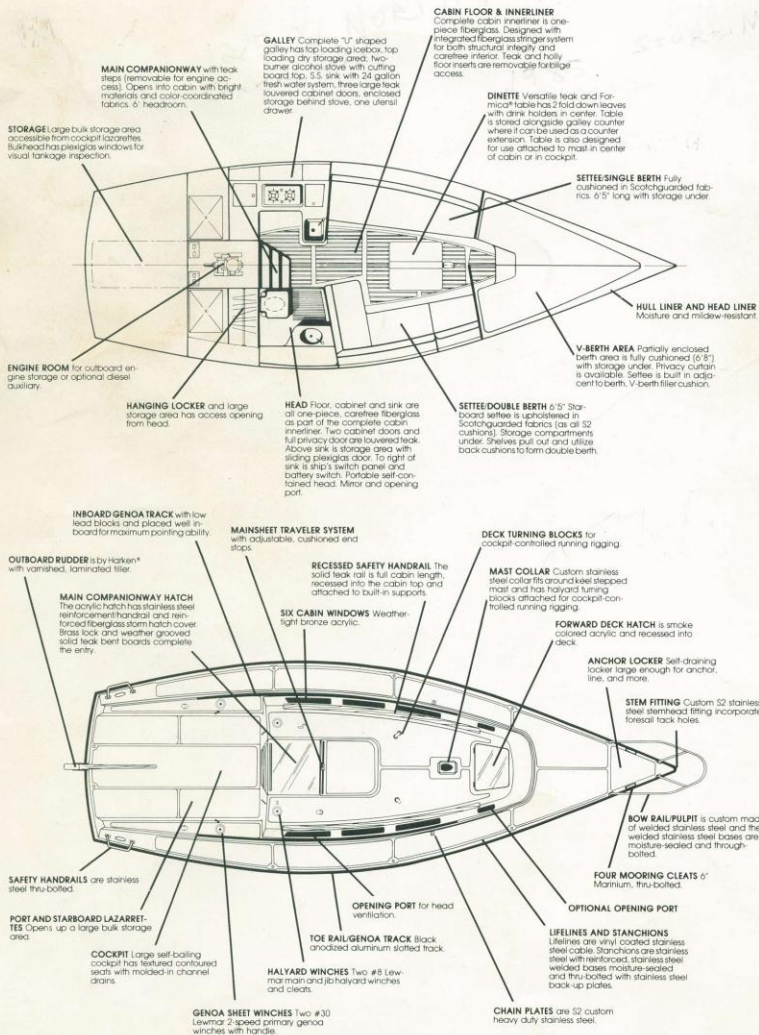 CABIN FLOOR & INNERLINER
Complete cabin innerliner is one-
piece fiberglass. Designed with
integrated fiberglass stringer system
for both structural integrity and
carefree interior. Teak and holly
floor inserts are removable for bilge
access.
GALLEY Complete "U" shaped
galley has top loading icebox, top
loading dry storage area, two-
burner alcohol stove with cutting
board top, S.S. sink with 24 gallon
fresh water system, three large teak
louvered cabinet doors, enclosed
storage behind stove, one utensil
drawer.
MAIN COMPANIONWAY with teak
steps (removable for engine ac-
cess). Opens into cabin with bright
materials and color-coordinated
fabrics. 6' headroom.
DINETTE Versatile teak and For-
mica® table has 2 fold down leaves
with drink holders in center. Table
is stored alongside galley counter
where it can be used as a counter
extension. Table is also designed
for use attached to mast in center
of cabin or in cockpit.
STORAGE Large bulk storage area
accessible from cockpit lazarettes.
Bulkhead has plexiglas windows for
visual tankage inspection.
SETTEE/SINGLE BERTH Fully
cushioned in Scotchguarded fab-
rics. 6'5" long with storage under.
HULL LINER AND HEAD LINER
Moisture and mildew-resistant.
V-BERTH AREA Partially enclosed
berth area is fully cushioned (6'8")
with storage under. Privacy curtain
is available. Settee is built in adja-
cent to berth. V-berth filler cushion.
ENGINE ROOM for outboard en-
gine storage or optional diesel
auxiliary.
HANGING LOCKER and large
storage area has access opening
from head.
HEAD Floor, cabinet and sink are
all one-piece, carefree fiberglass
as part of the complete cabin
innerliner. Two cabinet doors and
full privacy door are louvered teak.
Above sink is storage area with
sliding plexiglas door. To right of
sink is ship's switch panel and
battery switch. Portable self-con-
tained head. Mirror and opening
port.
SETTEE/DOUBLE BERTH 6'5" Star-
board settee is upholstered in
Scotchguarded fabrics (as all S2
cushions). Storage compartments
under. Shelves pull out and utilize
back cushions to form double berth.
INBOARD GENOA TRACK with low
lead blocks and placed well in-
board for maximum pointing ability.
MAINSHEET TRAVELER SYSTEM
with adjustable, cushioned end
stops.
DECK TURNING BLOCKS for
cockpit-controlled running rigging.
OUTBOARD RUDDER is by Harken®
with varnished, laminated tiller.
RECESSED SAFETY HANDRAIL The
solid teak rail is full cabin length,
recessed into the cabin top and
attached to built-in supports.
MAST COLLAR Custom stainless
steel collar fits around keel stepped
mast and has halyard turning
blocks attached for cockpit-con-
trolled running rigging.
MAIN COMPANIONWAY HATCH
The acrylic hatch has stainless steel
reinforcement handrail and rein-
forced fiberglass storm hatch cover.
Brass lock and weather grooved
solid teak bent boards complete
the entry.
SIX CABIN WINDOWS Weather-
tight bronze acrylic.
FORWARD DECK HATCH is smoke
colored acrylic and recessed into
deck.
ANCHOR LOCKER Self-draining
locker large enough for anchor,
line, and more.
STEM FITTING Custom S2 stainless
steel stemhead fitting incorporate
foresail tack holes.
BOW RAIL/PULPIT is custom mad
of welded stainless steel and the
welded stainless steel bases are
moisture-sealed and through-
bolted.
FOUR MOORING CLEATS 6"
Marinium, thru-bolted.
SAFETY HANDRAILS are stainless
steel thru-bolted.
OPENING PORT for head
ventilation.
OPTIONAL OPENING PORT
PORT AND STARBOARD LAZARRET-
TES Opens up a large bulk storage
area.
TOE RAIL/GENOA TRACK Black
anodized aluminum slotted track.
LIFELINES AND STANCHIONS
Lifelines are vinyl coated stainless
steel cable. Stanchions are stainless
steel with reinforced, stainless steel
welded bases moisture-sealed
and thru-bolted with stainless steel
back-up plates.
COCKPIT Large self-bailing
cockpit has textured contoured
seats with molded-in channel
drains.
HALYARD WINCHES Two #8 Lew-
mar main and jib halyard winches
and cleats.
GENOA SHEET WINCHES Two #30
Lewmar 2-speed primary genoa
winches with handle.
CHAIN PLATES are S2 custom
heavy duty stainless steel.